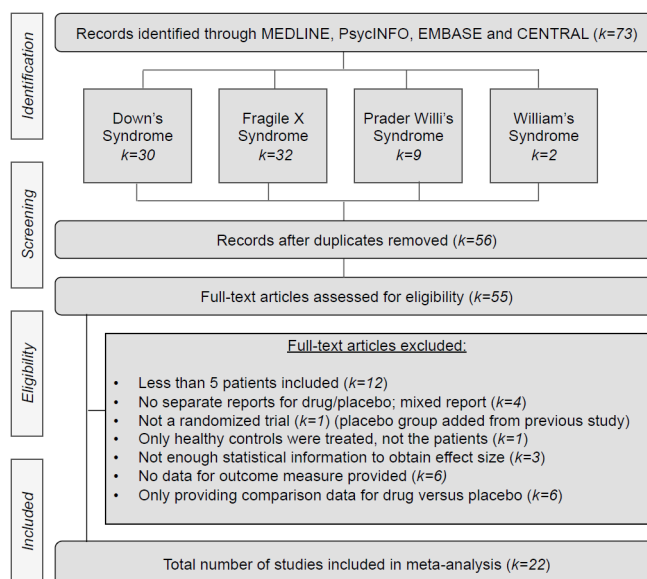 Identification
Records identified through MEDLINE, PsycINFO, EMBASE and CENTRAL (k=73)
Down's
Syndrome
k=30
Fragile X
Syndrome
k=32
Prader Willi's
Syndrome
k=9
William's
Syndrome
k=2
Screening
Records after duplicates removed (k=56)
Full-text articles assessed for eligibility (k=55)
Eligibility
Full-text articles excluded:
• Less than 5 patients included (k=12)
• No separate reports for drug/placebo; mixed report (k=4)
• Not a randomized trial (k=1) (placebo group added from previous study)
• Only healthy controls were treated, not the patients (k=1)
• Not enough statistical information to obtain effect size (k=3)
• No data for outcome measure provided (k=6)
• Only providing comparison data for drug versus placebo (k=6)
Included
Total number of studies included in meta-analysis (k=22)